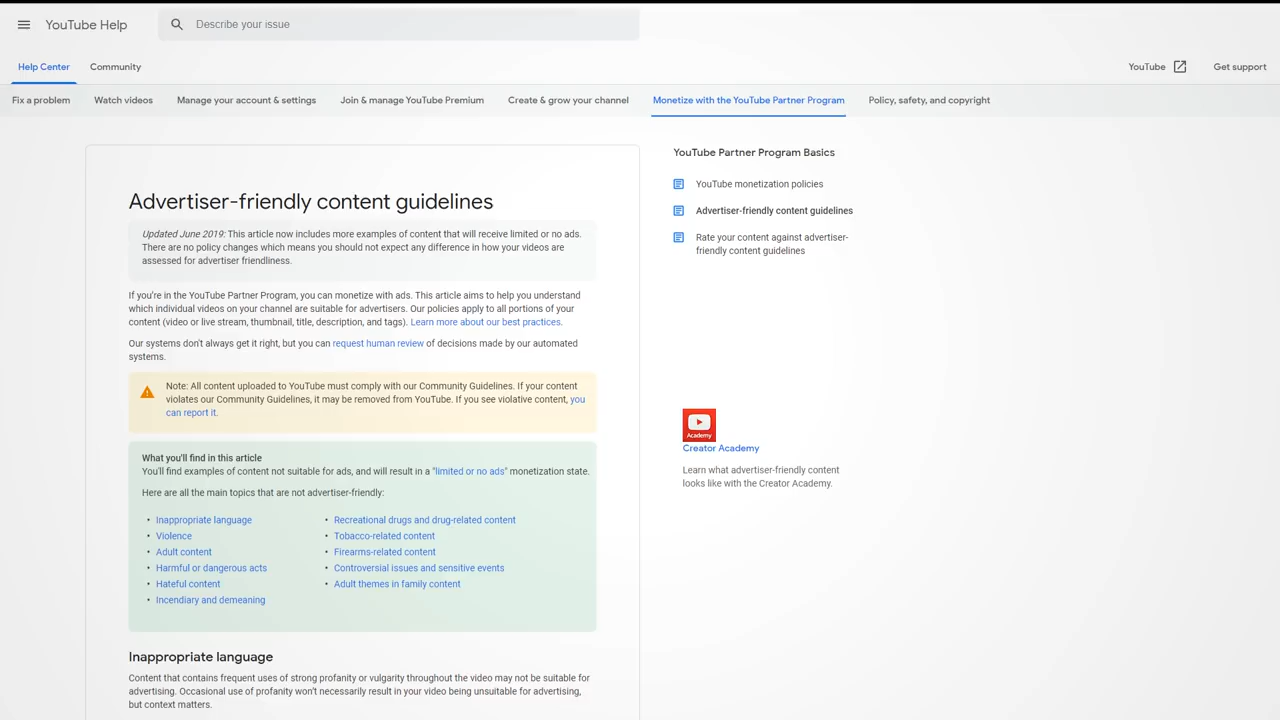 YouTube Help
Describe your issue
Help Center
Community
YouTube
Get support
Fix a problem
Watch videos
Manage your account & settings
Join & manage YouTube Premium
Create & grow your channel
Monetize with the YouTube Partner Program
Policy, safety, and copyright
Advertiser-friendly content guidelines
Updated June 2019: This article now includes more examples of content that will receive limited or no ads.
There are no policy changes which means you should not expect any difference in how your videos are
assessed for advertiser friendliness.
If you're in the YouTube Partner Program, you can monetize with ads. This article aims to help you understand
which individual videos on your channel are suitable for advertisers. Our policies apply to all portions of your
content (video or live stream, thumbnail, title, description, and tags). Learn more about our best practices.
Our systems don't always get it right, but you can request human review of decisions made by our automated
systems.
Note: All content uploaded to YouTube must comply with our Community Guidelines. If your content
violates our Community Guidelines, it may be removed from YouTube. If you see violative content, you
can report it.
What you'll find in this article
You'll find examples of content not suitable for ads, and will result in a "limited or no ads" monetization state.
Here are all the main topics that are not advertiser-friendly:
• Inappropriate language
• Violence
• Adult content
• Harmful or dangerous acts
• Hateful content
• Incendiary and demeaning
• Recreational drugs and drug-related content
• Tobacco-related content
• Firearms-related content
• Controversial issues and sensitive events
• Adult themes in family content
Inappropriate language
Content that contains frequent uses of strong profanity or vulgarity throughout the video may not be suitable for
advertising. Occasional use of profanity won't necessarily result in your video being unsuitable for advertising,
but context matters.
YouTube Partner Program Basics
YouTube monetization policies
Advertiser-friendly content guidelines
Rate your content against advertiser-
friendly content guidelines
Academy
Creator Academy
Learn what advertiser-friendly content
looks like with the Creator Academy.